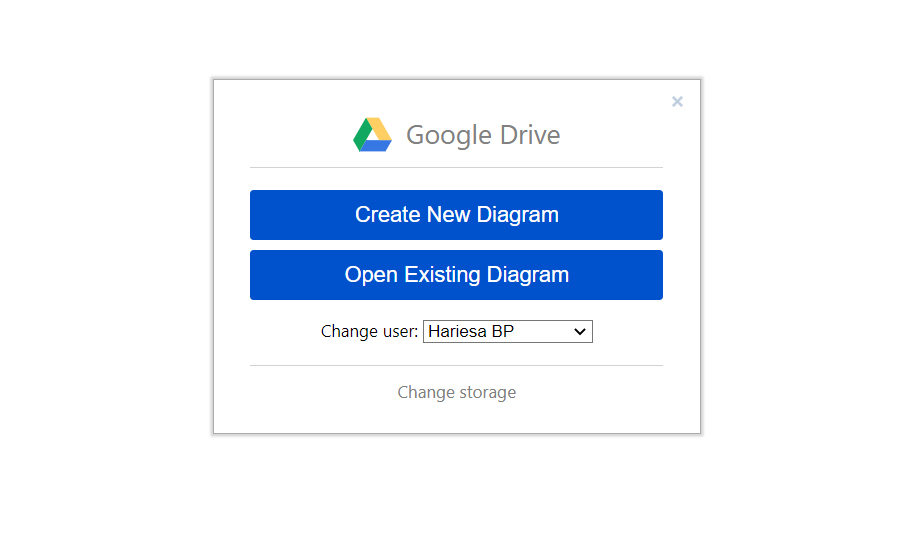 ×
Google Drive
Create New Diagram
Open Existing Diagram
Change user: Hariesa BP
Change storage